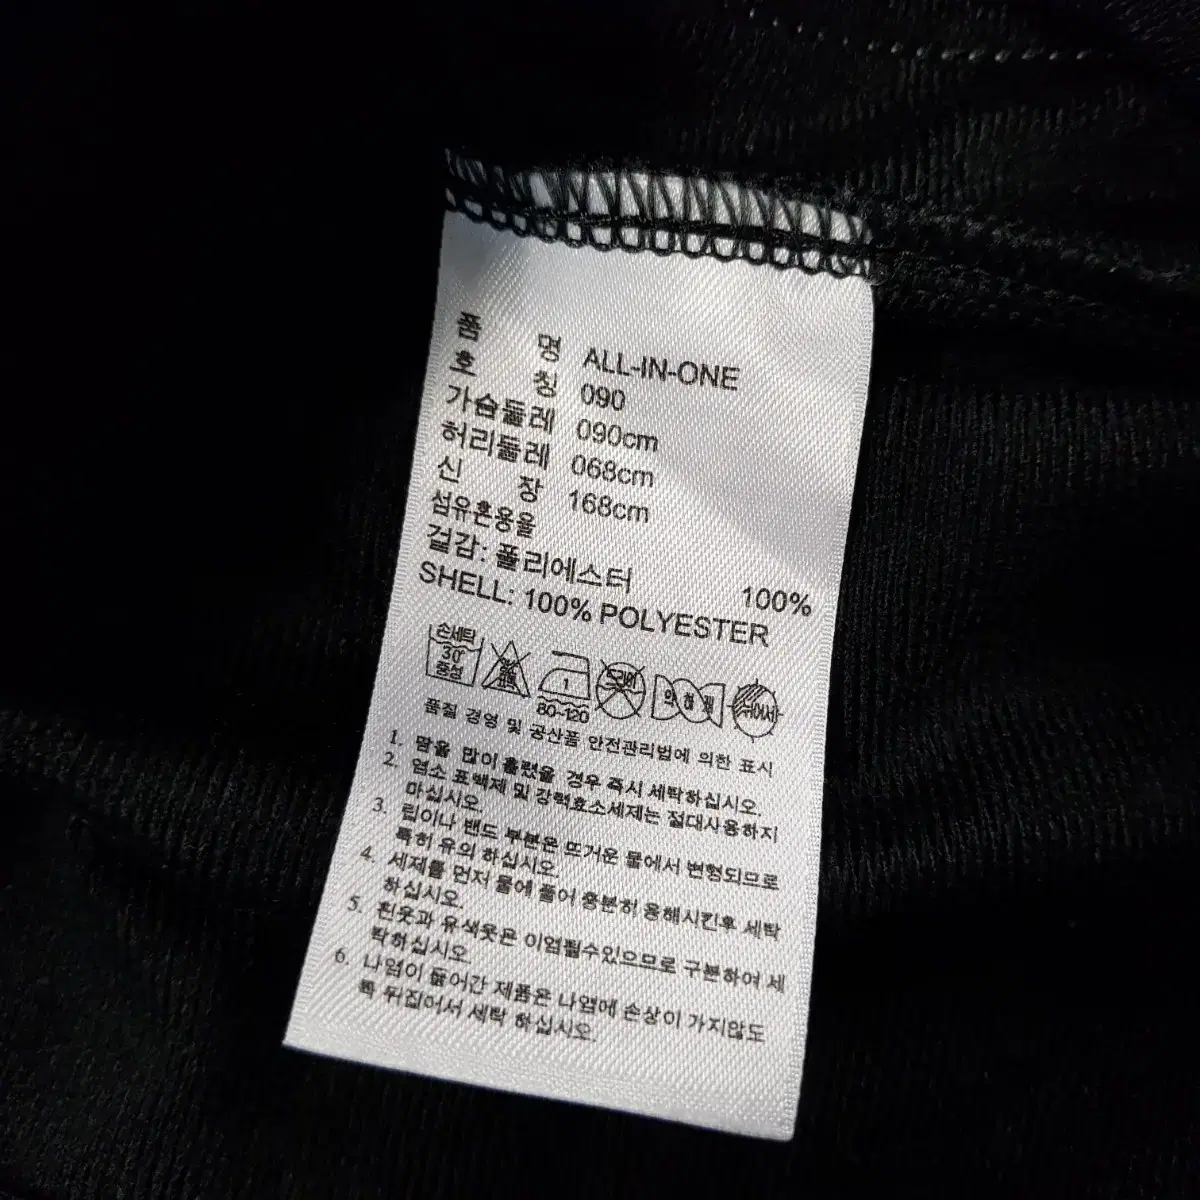 품 명 ALL-IN-ONE
호 칭 090
가슴둘레 090cm
허리둘레 068cm
신 장 168cm
섬유혼용율
겉감: 폴리에스터 100%
SHELL: 100% POLYESTER
손세탁 30° 중성 1 80-120 드라이
품질 경영 및 공산품 안전관리법에 의한 표시
1. 땀을 많이 흘렸을 경우 즉시 세탁하십시오.
2. 염소 표백제 및 강력효소세제는 절대사용하지
마십시오.
3. 립이나 밴드 부분은 뜨거운 물에서 변형되므로
특히 유의 하십시오.
4. 세제를 먼저 물에 풀어 충분히 용해시킨후 세탁
하십시오.
5. 흰옷과 유색옷은 이염될수있으므로 구분하여 세
탁하십시오.
6. 나염이 들어간 제품은 나염에 손상이 가지않도
록 뒤집어서 세탁 하십시오.